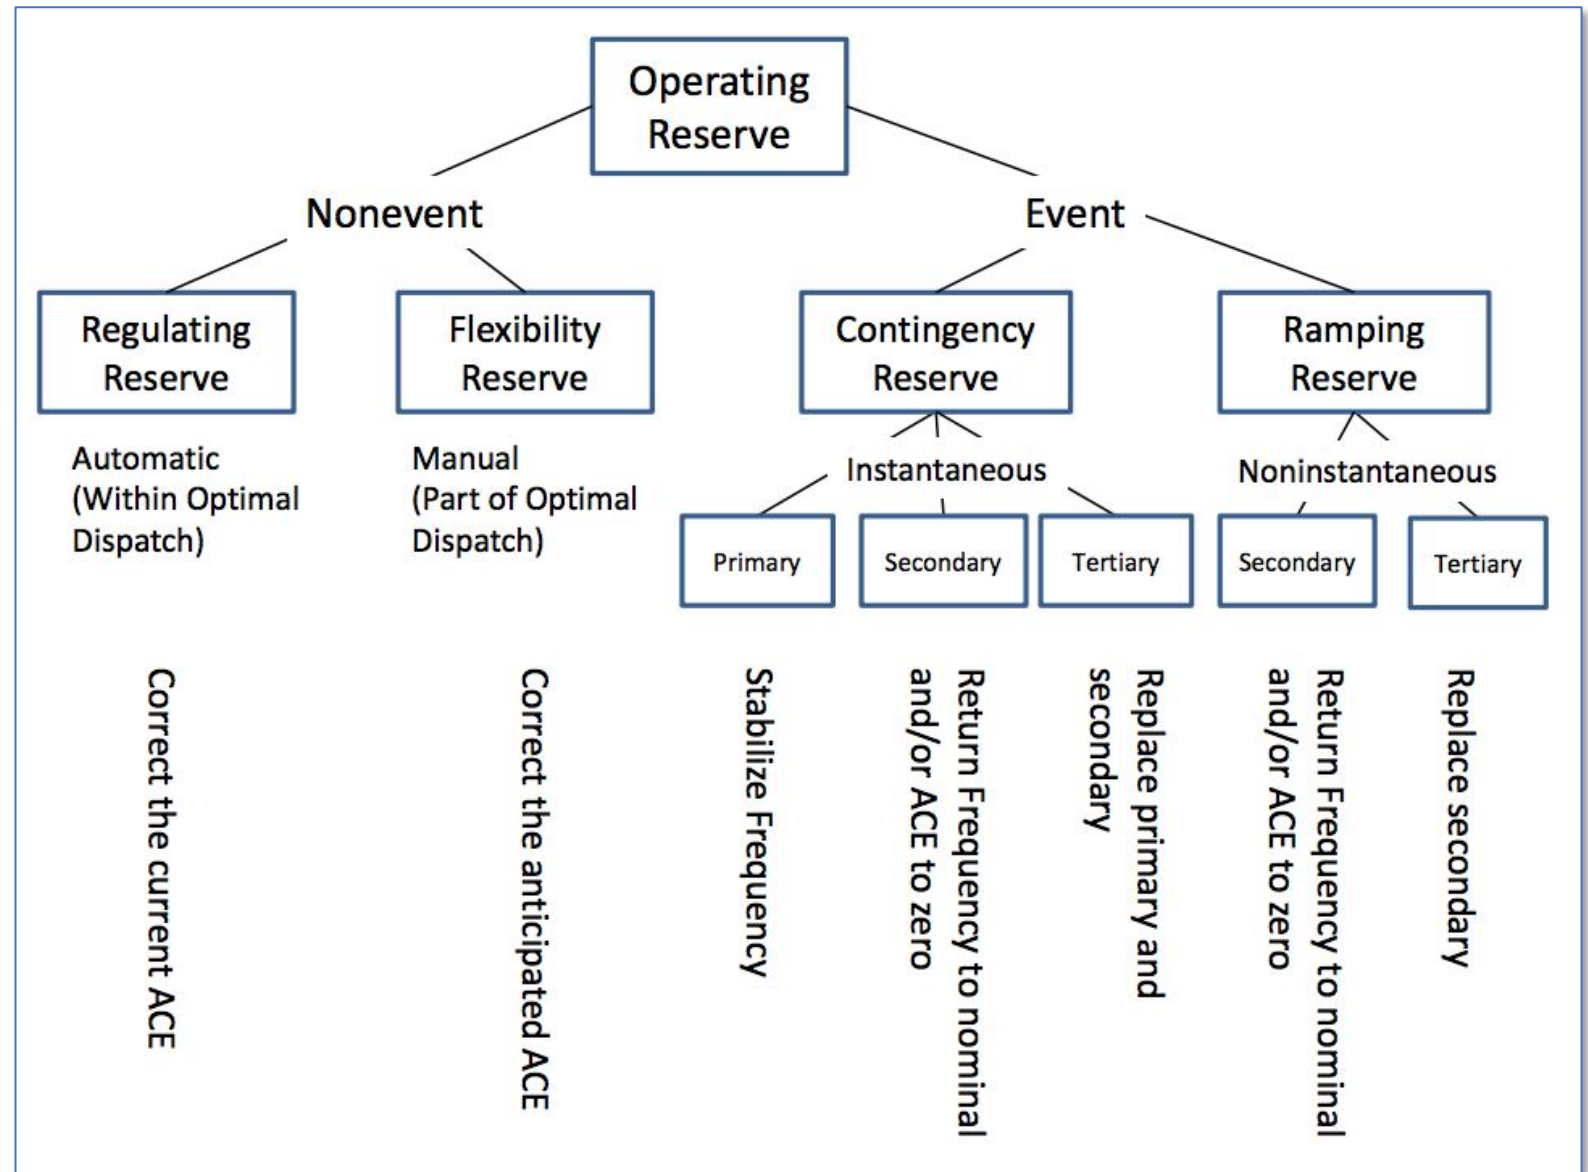 Operating
Reserve
Nonevent
Event
Regulating
Reserve
Flexibility
Reserve
Contingency
Reserve
Ramping
Reserve
Automatic
(Within Optimal
Dispatch)
Manual
(Part of Optimal
Dispatch)
Instantaneous
Noninstantaneous
Primary
Secondary
Tertiary
Secondary
Tertiary
Correct the current ACE
Correct the anticipated ACE
Stabilize Frequency
Return Frequency to nominal
and/or ACE to zero
Replace primary and
secondary
Return Frequency to nominal
and/or ACE to zero
Replace secondary